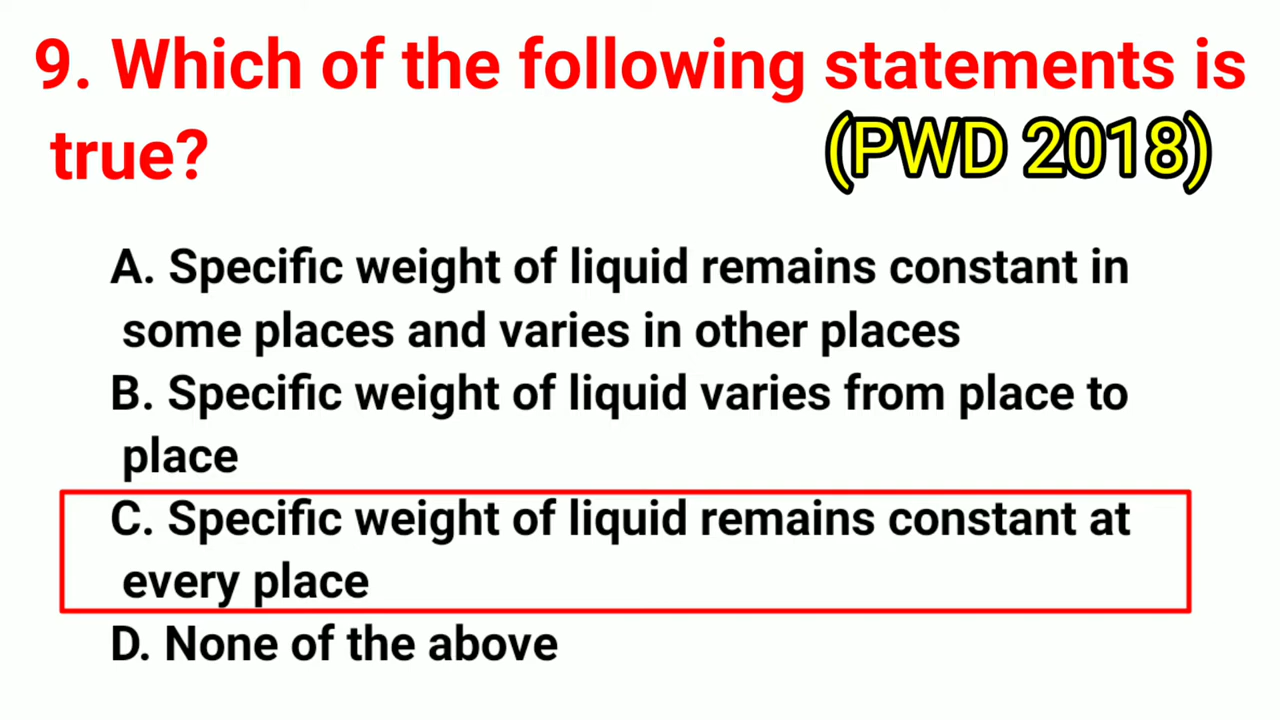 9. Which of the following statements is
true?
(PWD 2018)
A. Specific weight of liquid remains constant in
some places and varies in other places
B. Specific weight of liquid varies from place to
place
C. Specific weight of liquid remains constant at
every place
D. None of the above